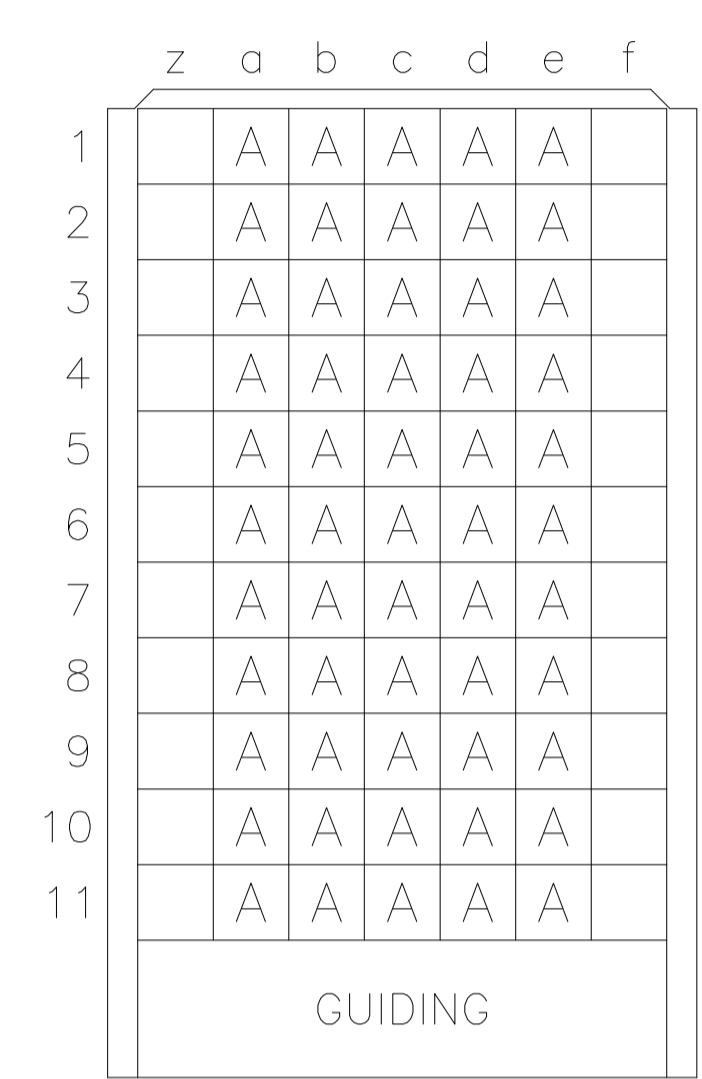 z a b c d e f
1 A A A A A
2 A A A A A
3 A A A A A
4 A A A A A
5 A A A A A
6 A A A A A
7 A A A A A
8 A A A A A
9 A A A A A
10 A A A A A
11 A A A A A
GUIDING